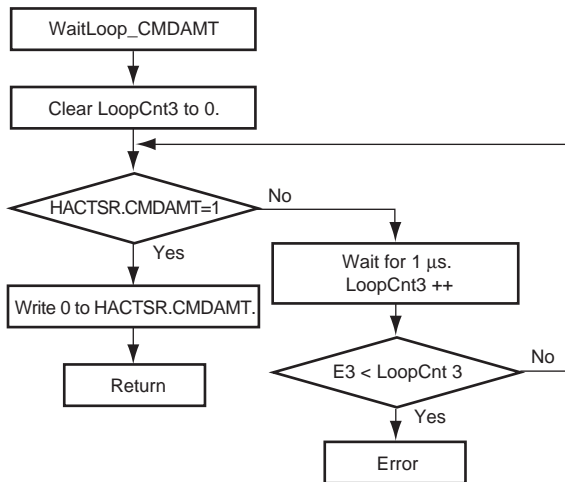 WaitLoop_CMDAMT
Clear LoopCnt3 to 0.
HACTSR.CMDAMT=1
No
Yes
Wait for 1 μs.
LoopCnt3 ++
Write 0 to HACTSR.CMDAMT.
Return
E3 < LoopCnt 3
No
Yes
Error